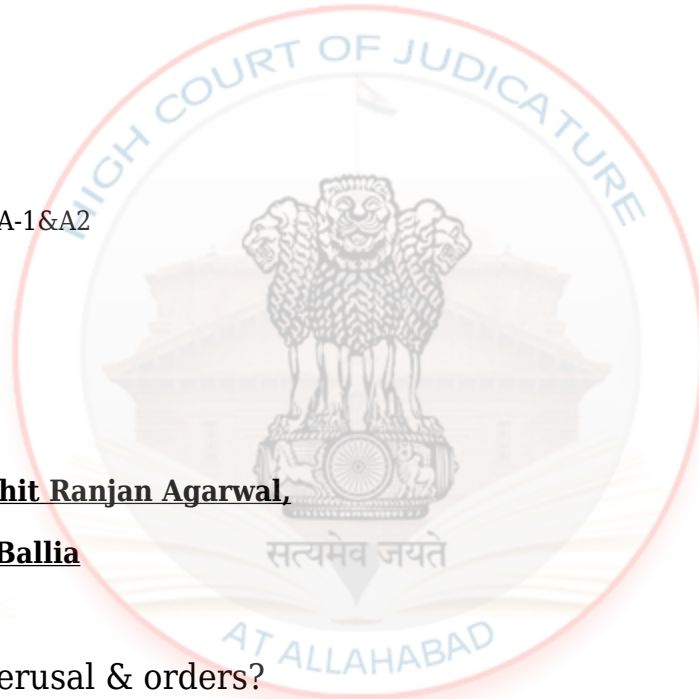 HIGH COURT OF JUDICATURE
A-1&A2
hit Ranjan Agarwal,
Ballia
सत्यमेव जयते
AT ALLAHABAD
erusal & orders?